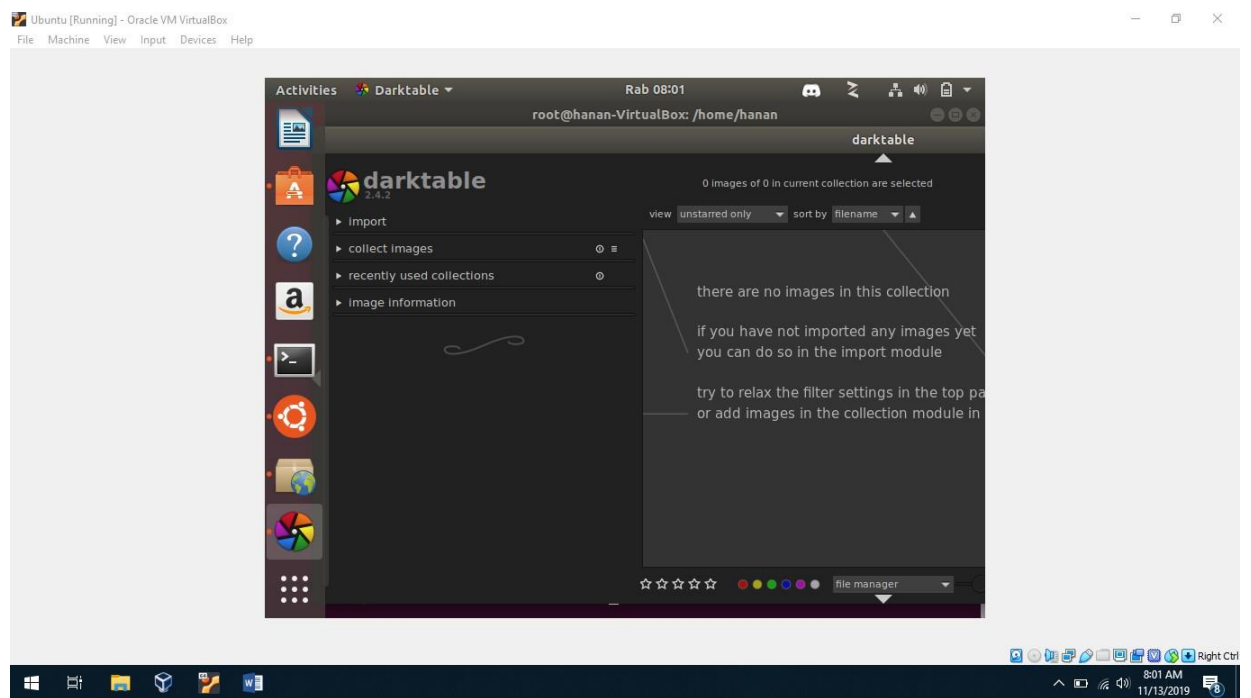 Ubuntu [Running] - Oracle VM VirtualBox
File Machine View Input Devices Help
Activities Darktable Rab 08:01
root@hanan-VirtualBox: /home/hanan
darktable
darktable
2.4.2
0 images of 0 in current collection are selected
view unstarred only sort by filename
import
collect images
recently used collections
image information
there are no images in this collection
if you have not imported any images yet
you can do so in the import module
try to relax the filter settings in the top pa
or add images in the collection module in
file manager
Right Ctrl
8:01 AM
11/13/2019
8